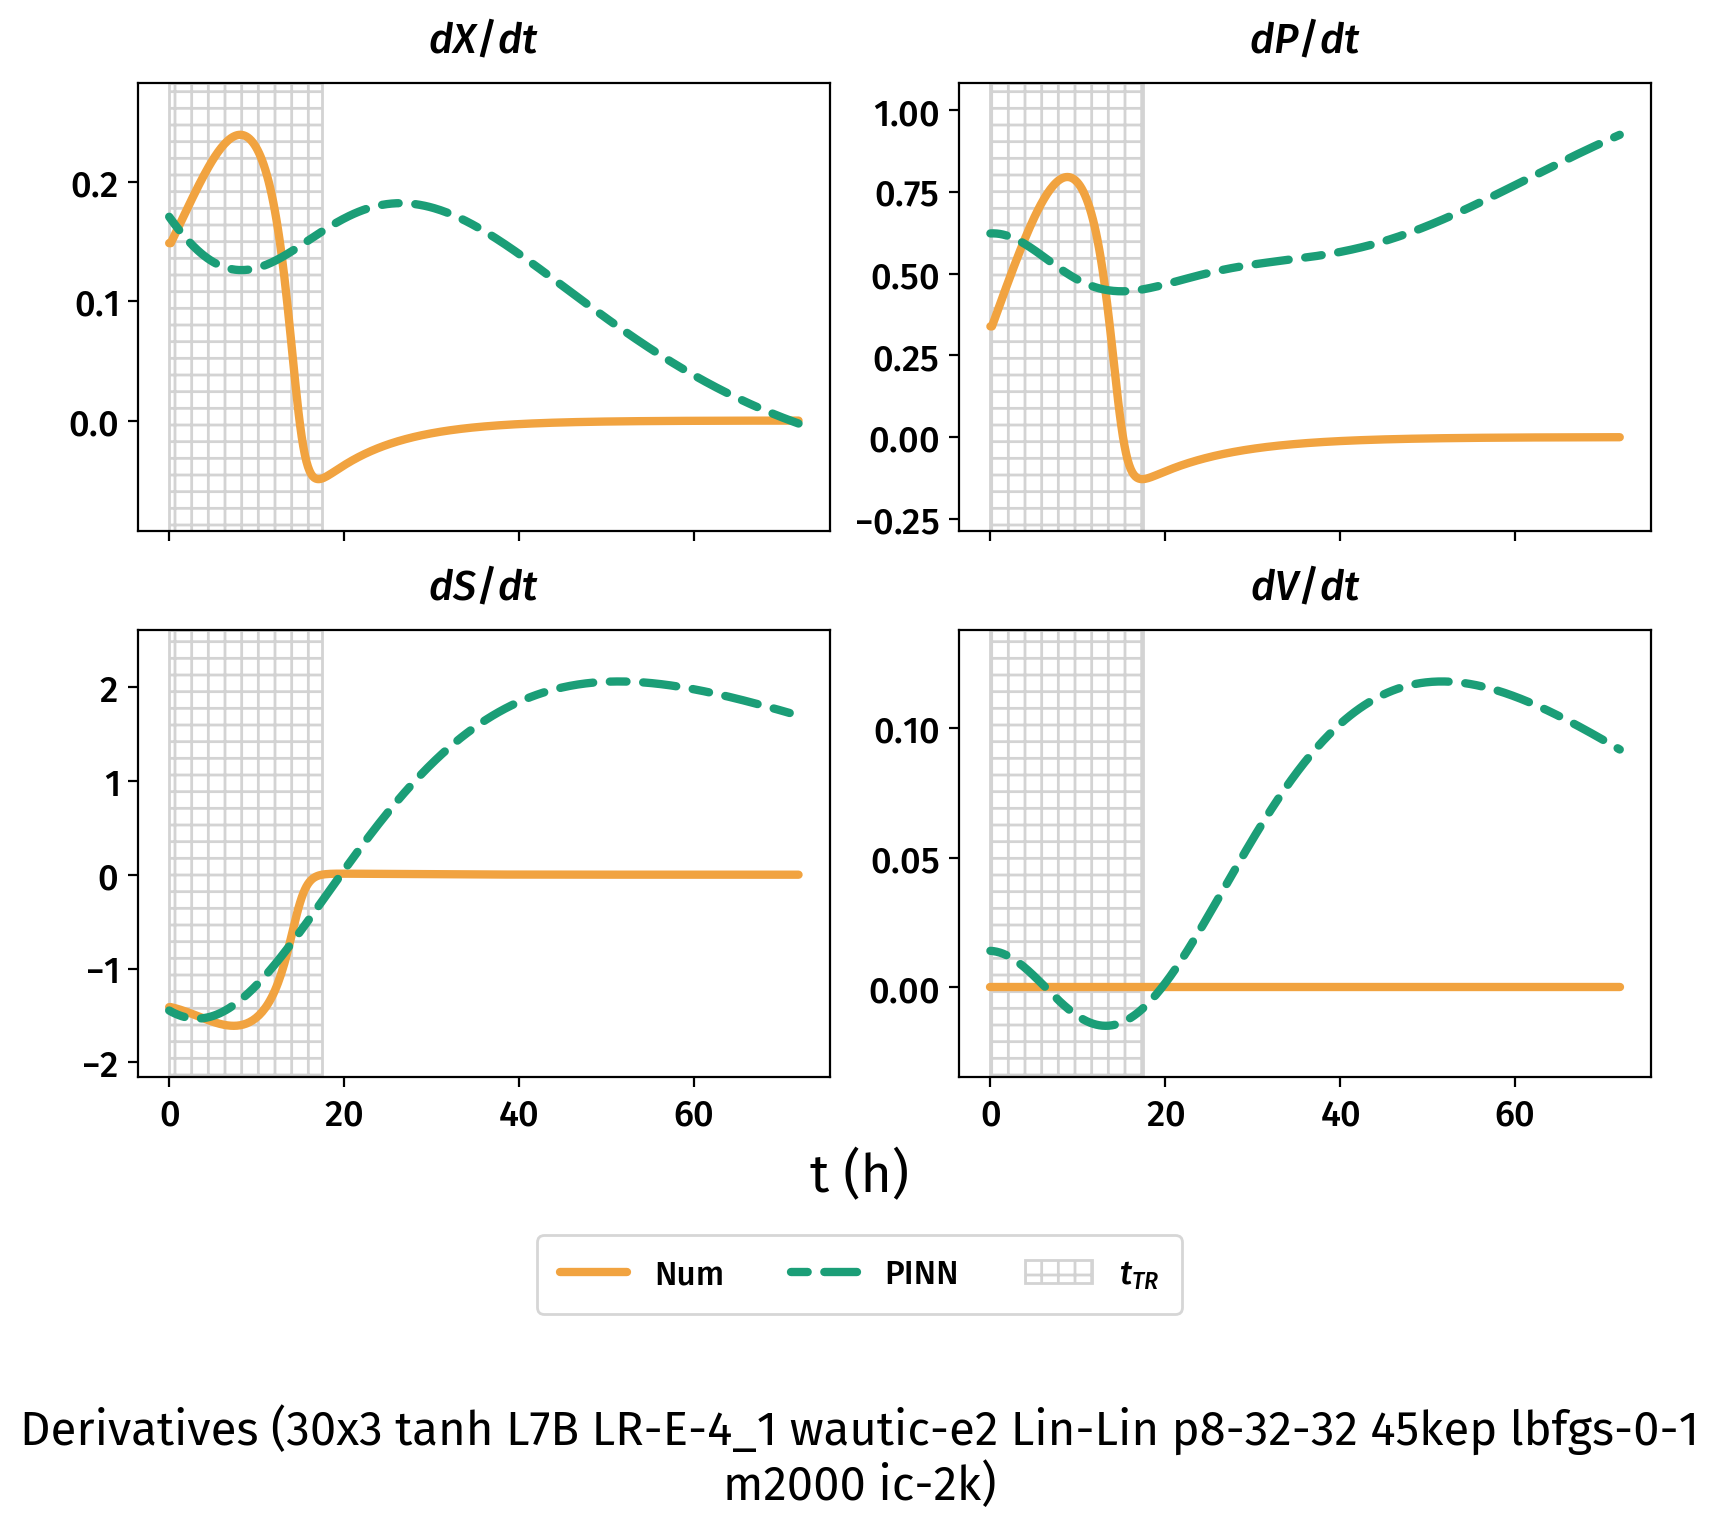 dX/dt
dP/dt
0.2
0.1
0.0
1.00
0.75
0.50
0.25
0.00
−0.25
dS/dt
dV/dt
2
1
0
−1
−2
0.10
0.05
0.00
0 20 40 60
0 20 40 60
t (h)
Num PINN t_TR
Derivatives (30x3 tanh L7B LR-E-4_1 wautic-e2 Lin-Lin p8-32-32 45kep lbfgs-0-1
m2000 ic-2k)